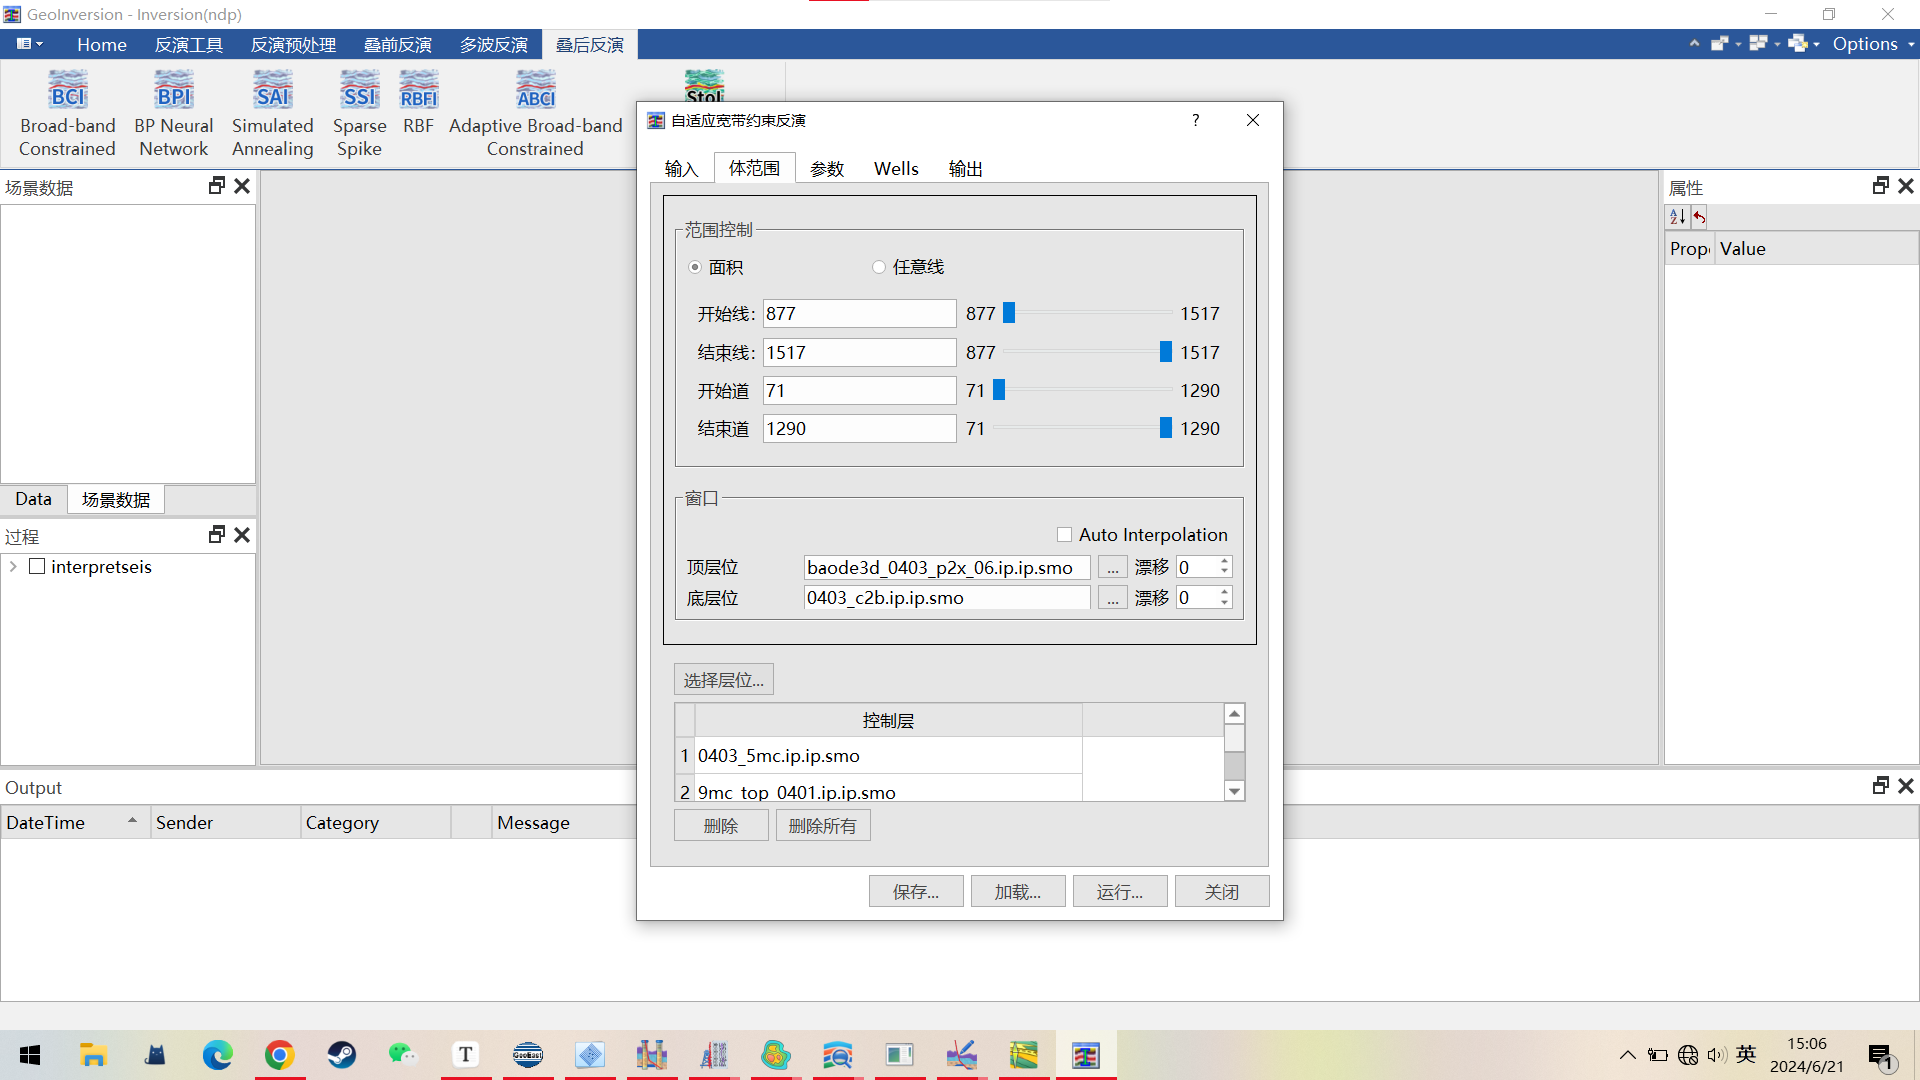 GeoInversion - Inversion(ndp)
Home 反演工具 反演预处理 叠前反演 多波反演 叠后反演 Options
BCI BPI SAI SSI RBFI ABCI Stol
Broad-band Constrained
BP Neural Network
Simulated Annealing
Sparse Spike
RBF
Adaptive Broad-band Constrained
场景数据
Data 场景数据
过程
interpretseis
属性
Prop Value
自适应宽带约束反演 ?
输入 体范围 参数 Wells 输出
范围控制
面积 任意线
开始线: 877 877 1517
结束线: 1517 877 1517
开始道 71 71 1290
结束道 1290 71 1290
窗口
Auto Interpolation
顶层位 baode3d_0403_p2x_06.ip.ip.smo ... 漂移 0
底层位 0403_c2b.ip.ip.smo ... 漂移 0
选择层位...
控制层
1 0403_5mc.ip.ip.smo
2 9mc_top_0401.ip.ip.smo
删除 删除所有
保存... 加载... 运行... 关闭
Output
DateTime Sender Category Message
T GeoEast
英
15:06
2024/6/21
1